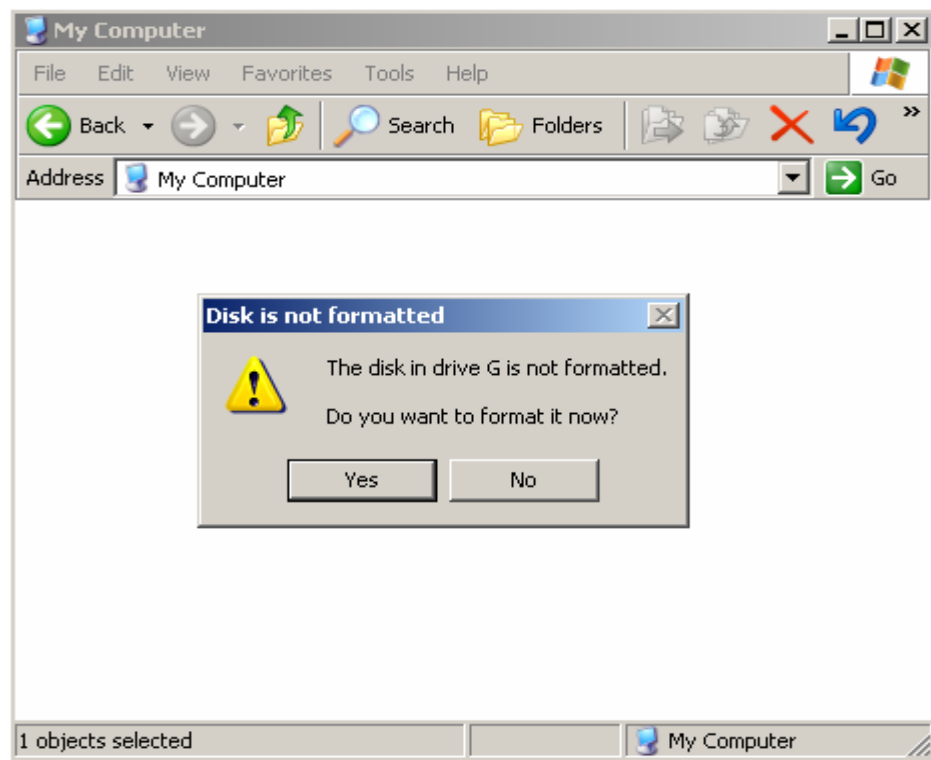 My Computer
File Edit View Favorites Tools Help
Back Search Folders »
Address My Computer Go
Disk is not formatted
The disk in drive G is not formatted.
Do you want to format it now?
Yes No
1 objects selected My Computer